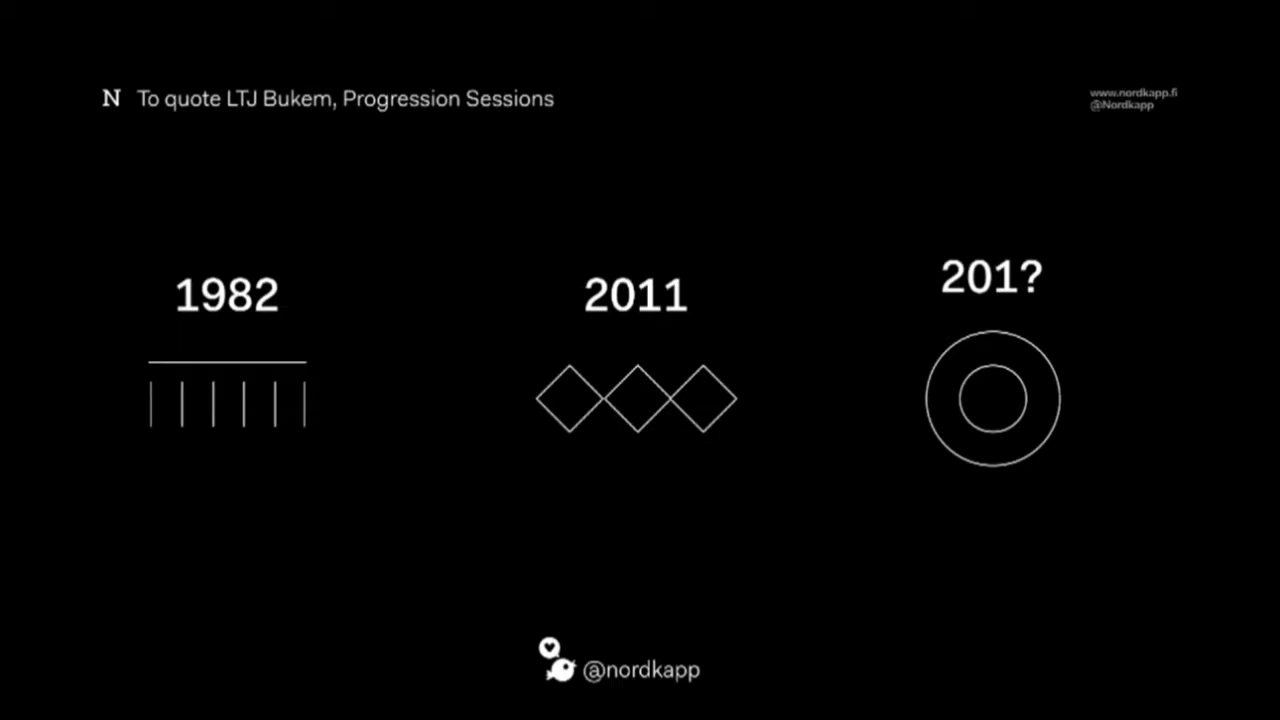 N To quote LTJ Bukem, Progression Sessions
www.nordkapp.fi
@Nordkapp
1982
2011
201?
@nordkapp